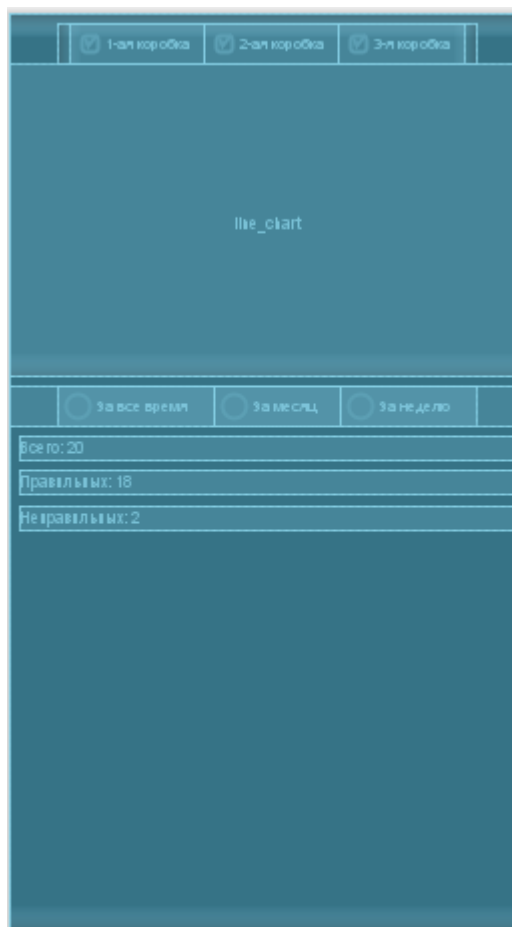 1-ая коробка 2-ая коробка 3-я коробка
line_chart
За все время За месяц За неделю
Всего: 20
Правильных: 18
Неправильных: 2